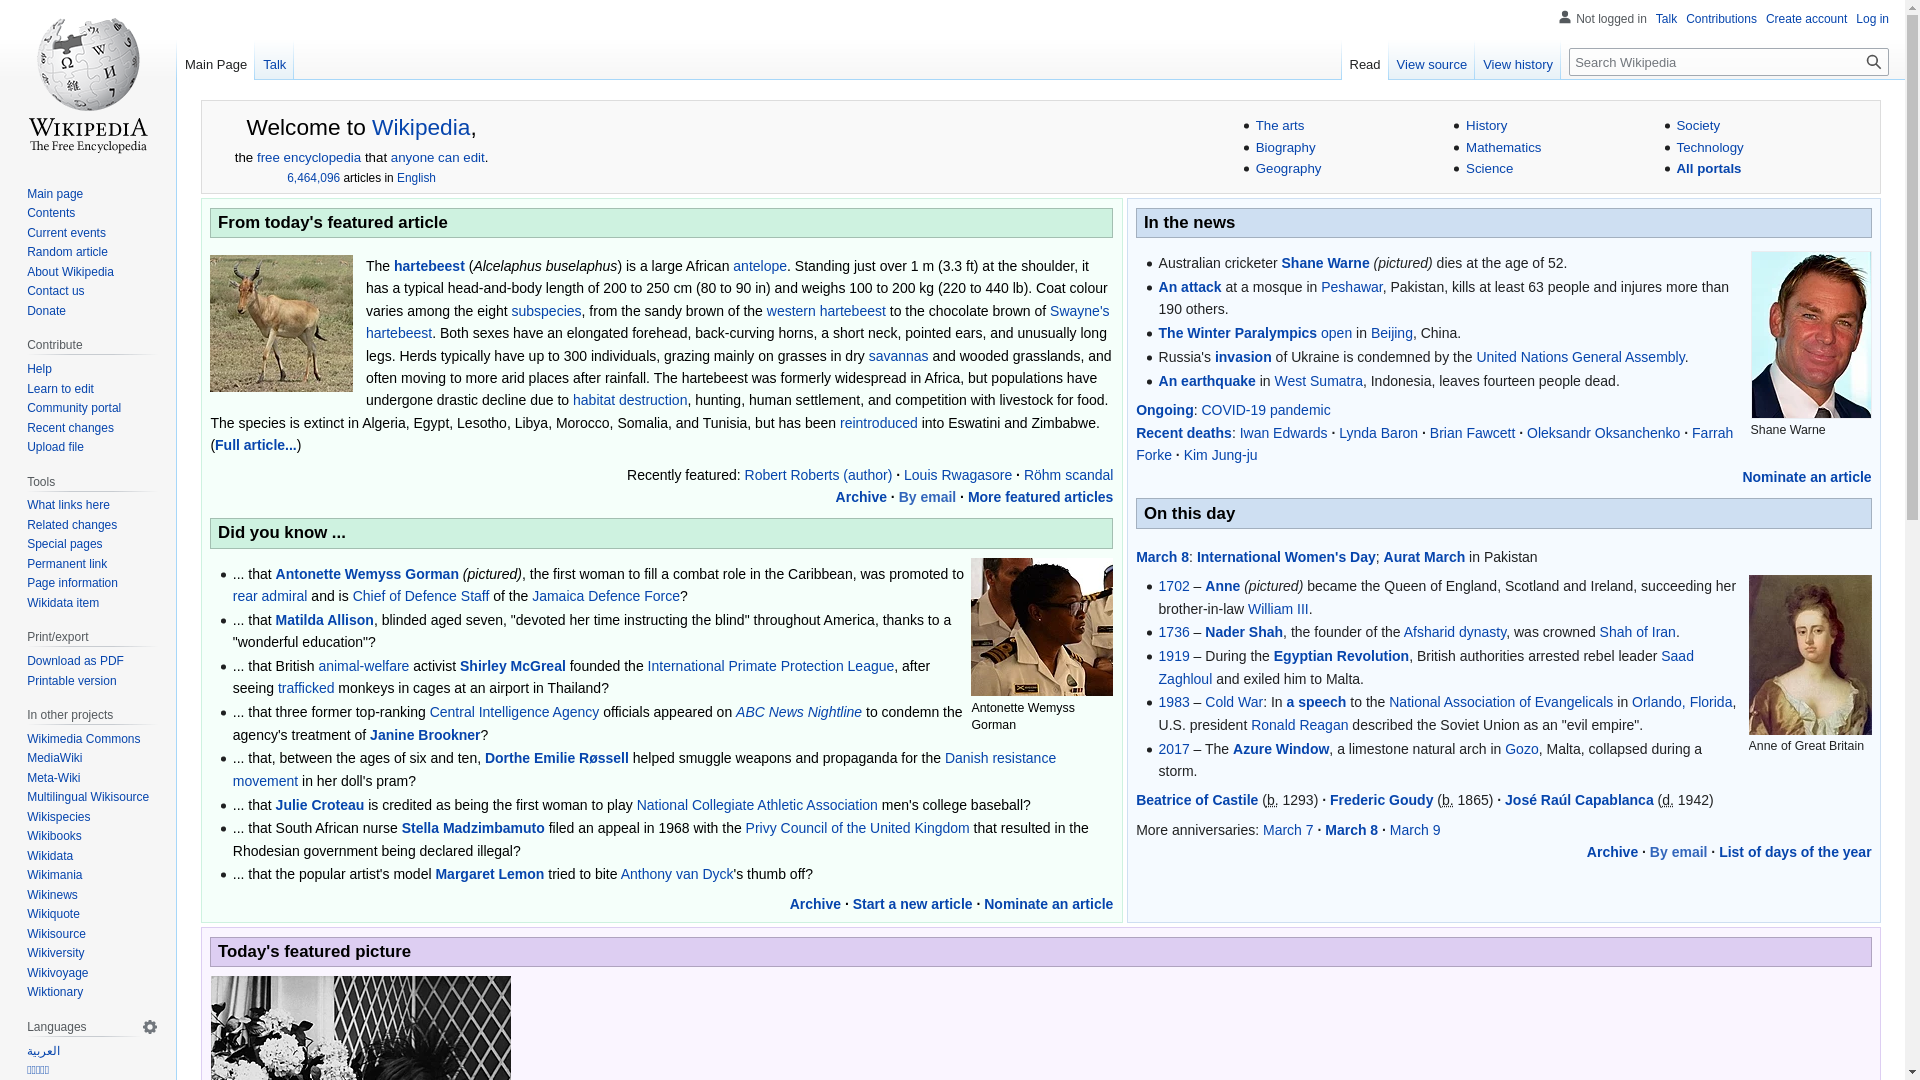 WIKIPEDIA
The Free Encyclopedia
Main page
Contents
Current events
Random article
About Wikipedia
Contact us
Donate
Contribute
Help
Learn to edit
Community portal
Recent changes
Upload file
Tools
What links here
Related changes
Special pages
Permanent link
Page information
Wikidata item
Print/export
Download as PDF
Printable version
In other projects
Wikimedia Commons
MediaWiki
Meta-Wiki
Multilingual Wikisource
Wikispecies
Wikibooks
Wikidata
Wikimania
Wikinews
Wikiquote
Wikisource
Wikiversity
Wikivoyage
Wiktionary
Languages
العربية
Not logged in Talk Contributions Create account Log in
Main Page Talk
Read View source View history Search Wikipedia
Welcome to Wikipedia,
the free encyclopedia that anyone can edit.
6,464,096 articles in English
The arts
Biography
Geography
History
Mathematics
Science
Society
Technology
All portals
From today's featured article
The hartebeest (Alcelaphus buselaphus) is a large African antelope. Standing just over 1 m (3.3 ft) at the shoulder, it
has a typical head-and-body length of 200 to 250 cm (80 to 90 in) and weighs 100 to 200 kg (220 to 440 lb). Coat colour
varies among the eight subspecies, from the sandy brown of the western hartebeest to the chocolate brown of Swayne's
hartebeest. Both sexes have an elongated forehead, back-curving horns, a short neck, pointed ears, and unusually long
legs. Herds typically have up to 300 individuals, grazing mainly on grasses in dry savannas and wooded grasslands, and
often moving to more arid places after rainfall. The hartebeest was formerly widespread in Africa, but populations have
undergone drastic decline due to habitat destruction, hunting, human settlement, and competition with livestock for food.
The species is extinct in Algeria, Egypt, Lesotho, Libya, Morocco, Somalia, and Tunisia, but has been reintroduced into Eswatini and Zimbabwe.
(Full article...)
Recently featured: Robert Roberts (author) · Louis Rwagasore · Röhm scandal
Archive · By email · More featured articles
Did you know ...
... that Antonette Wemyss Gorman (pictured), the first woman to fill a combat role in the Caribbean, was promoted to
rear admiral and is Chief of Defence Staff of the Jamaica Defence Force?
... that Matilda Allison, blinded aged seven, "devoted her time instructing the blind" throughout America, thanks to a
"wonderful education"?
... that British animal-welfare activist Shirley McGreal founded the International Primate Protection League, after
seeing trafficked monkeys in cages at an airport in Thailand?
... that three former top-ranking Central Intelligence Agency officials appeared on ABC News Nightline to condemn the
agency's treatment of Janine Brookner?
... that, between the ages of six and ten, Dorthe Emilie Røssell helped smuggle weapons and propaganda for the Danish resistance
movement in her doll's pram?
... that Julie Croteau is credited as being the first woman to play National Collegiate Athletic Association men's college baseball?
... that South African nurse Stella Madzimbamuto filed an appeal in 1968 with the Privy Council of the United Kingdom that resulted in the
Rhodesian government being declared illegal?
... that the popular artist's model Margaret Lemon tried to bite Anthony van Dyck's thumb off?
Antonette Wemyss
Gorman
Archive · Start a new article · Nominate an article
In the news
Australian cricketer Shane Warne (pictured) dies at the age of 52.
An attack at a mosque in Peshawar, Pakistan, kills at least 63 people and injures more than
190 others.
The Winter Paralympics open in Beijing, China.
Russia's invasion of Ukraine is condemned by the United Nations General Assembly.
An earthquake in West Sumatra, Indonesia, leaves fourteen people dead.
Shane Warne
Ongoing: COVID-19 pandemic
Recent deaths: Iwan Edwards · Lynda Baron · Brian Fawcett · Oleksandr Oksanchenko · Farrah
Forke · Kim Jung-ju
Nominate an article
On this day
March 8: International Women's Day; Aurat March in Pakistan
1702 – Anne (pictured) became the Queen of England, Scotland and Ireland, succeeding her
brother-in-law William III.
1736 – Nader Shah, the founder of the Afsharid dynasty, was crowned Shah of Iran.
1919 – During the Egyptian Revolution, British authorities arrested rebel leader Saad
Zaghloul and exiled him to Malta.
1983 – Cold War: In a speech to the National Association of Evangelicals in Orlando, Florida,
U.S. president Ronald Reagan described the Soviet Union as an "evil empire".
2017 – The Azure Window, a limestone natural arch in Gozo, Malta, collapsed during a
storm.
Anne of Great Britain
Beatrice of Castile (b. 1293) · Frederic Goudy (b. 1865) · José Raúl Capablanca (d. 1942)
More anniversaries: March 7 · March 8 · March 9
Archive · By email · List of days of the year
Today's featured picture